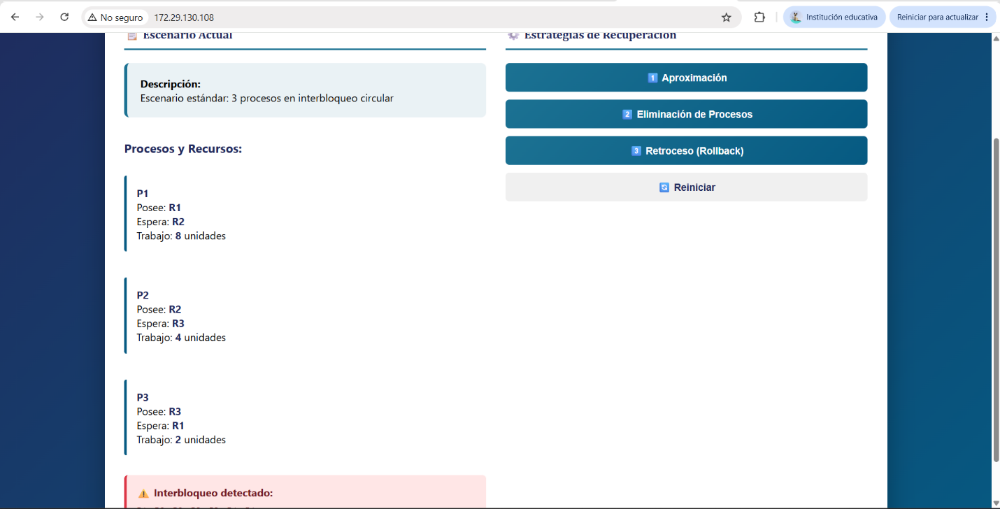 No seguro
172.29.130.108
Institución educativa
Reiniciar para actualizar
Escenario Actual
Descripción:
Escenario estándar: 3 procesos en interbloqueo circular
Procesos y Recursos:
P1
Posee: R1
Espera: R2
Trabajo: 8 unidades
P2
Posee: R2
Espera: R3
Trabajo: 4 unidades
P3
Posee: R3
Espera: R1
Trabajo: 2 unidades
Interbloqueo detectado:
Estrategias de Recuperación
1 Aproximación
2 Eliminación de Procesos
3 Retroceso (Rollback)
Reiniciar